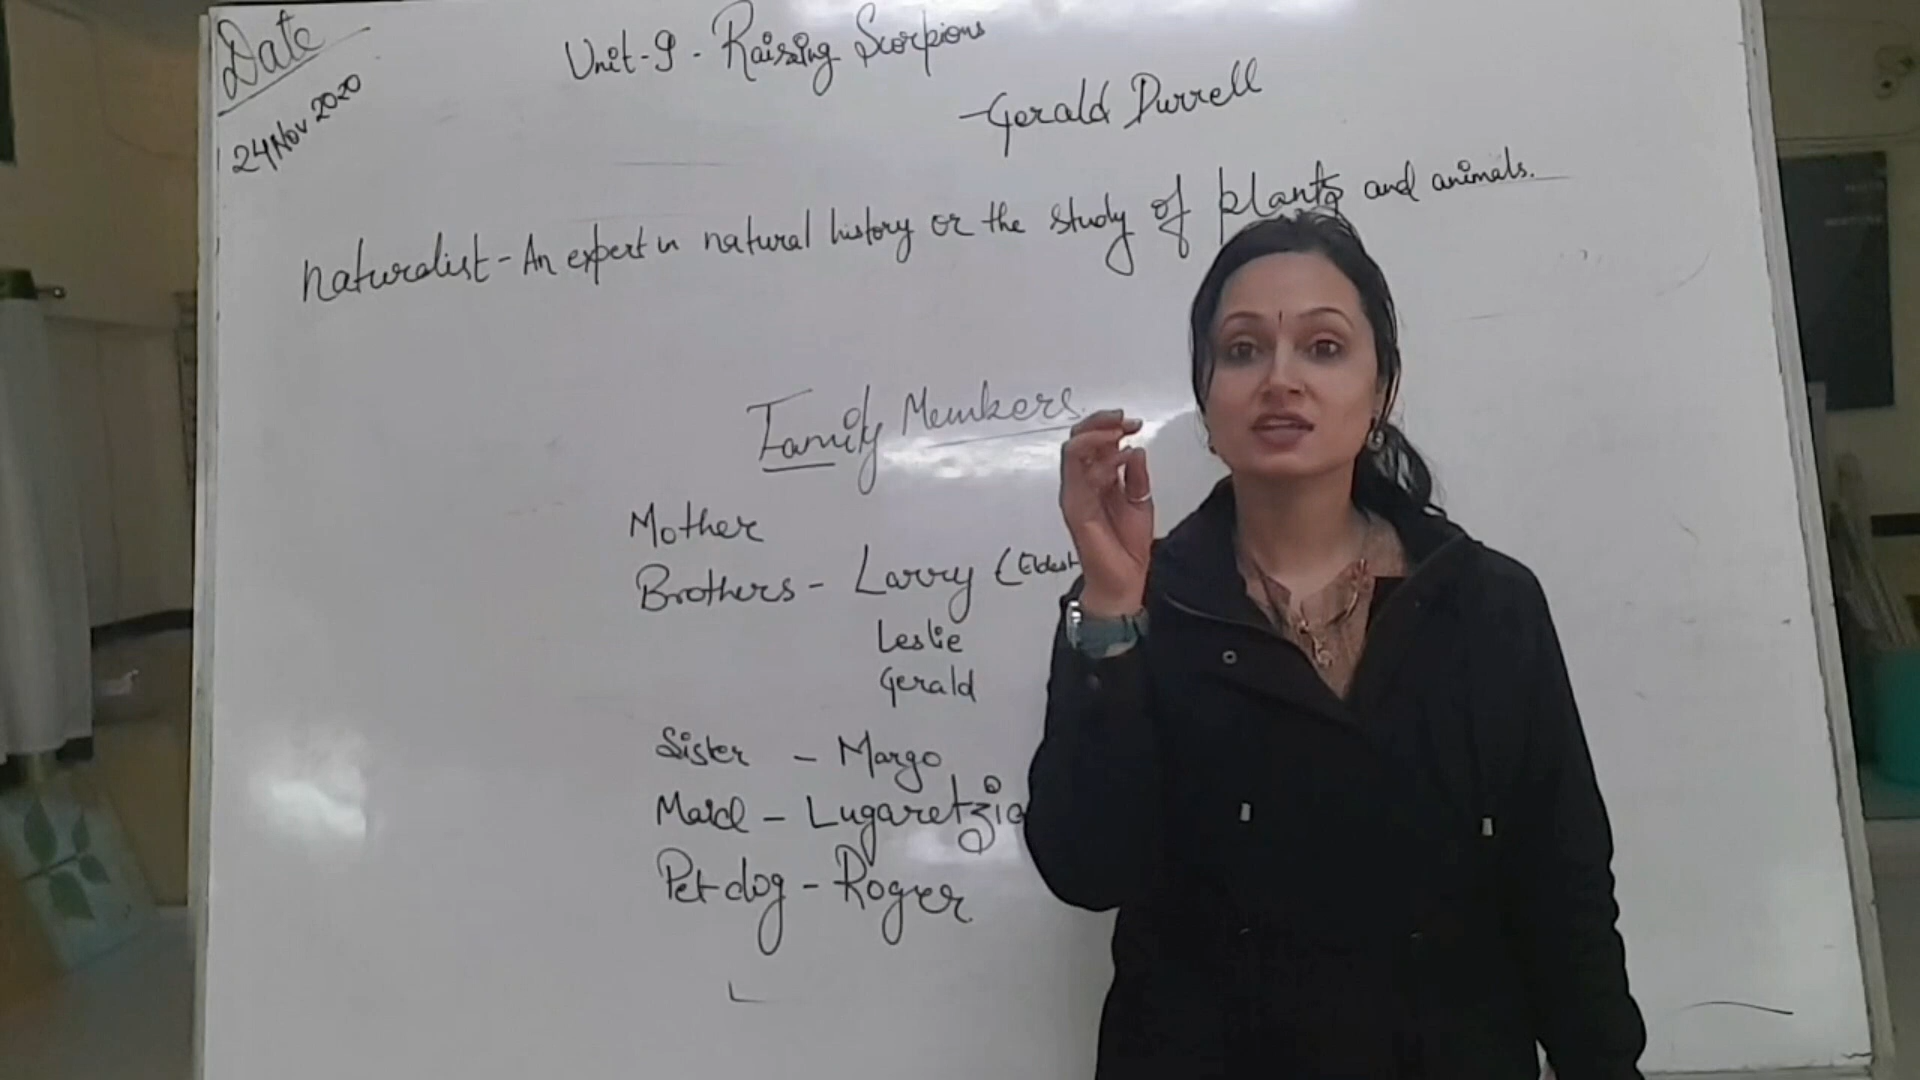 Date
24 Nov 2020
Unit-9 - Raising Scorpions
- Gerald Durrell
Naturalist - An expert in natural history or the study of plants and animals.
Family Members
Mother
Brothers - Larry (Eldest
Leslie
Gerald
Sister - Margo
Maid - Lugaretzia
Pet dog - Roger